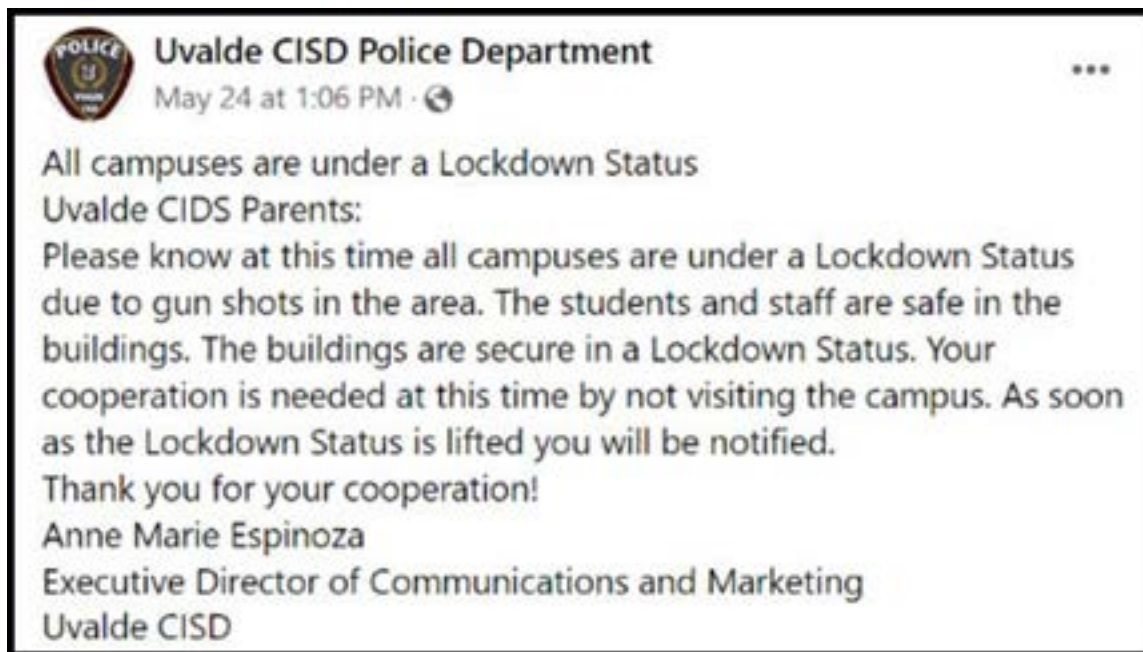 POLICE
Uvalde CISD Police Department
May 24 at 1:06 PM ·
All campuses are under a Lockdown Status
Uvalde CIDS Parents:
Please know at this time all campuses are under a Lockdown Status
due to gun shots in the area. The students and staff are safe in the
buildings. The buildings are secure in a Lockdown Status. Your
cooperation is needed at this time by not visiting the campus. As soon
as the Lockdown Status is lifted you will be notified.
Thank you for your cooperation!
Anne Marie Espinoza
Executive Director of Communications and Marketing
Uvalde CISD